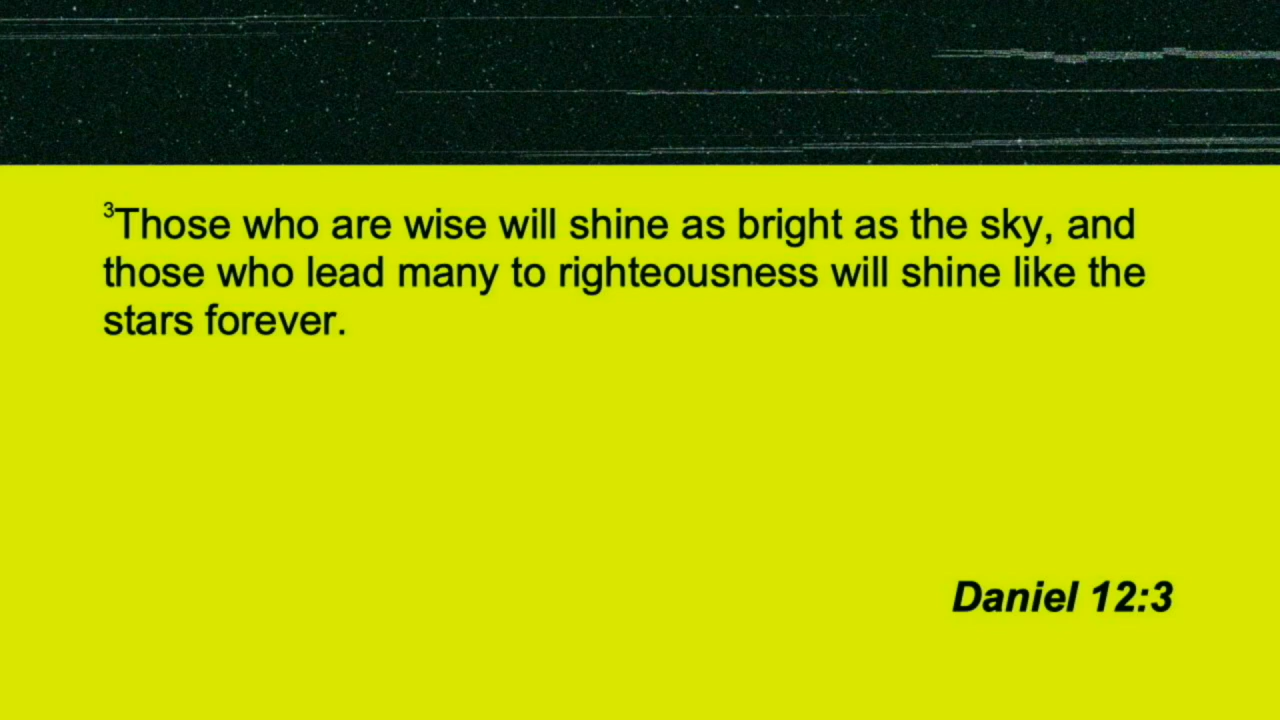 ³Those who are wise will shine as bright as the sky, and
those who lead many to righteousness will shine like the
stars forever.
Daniel 12:3